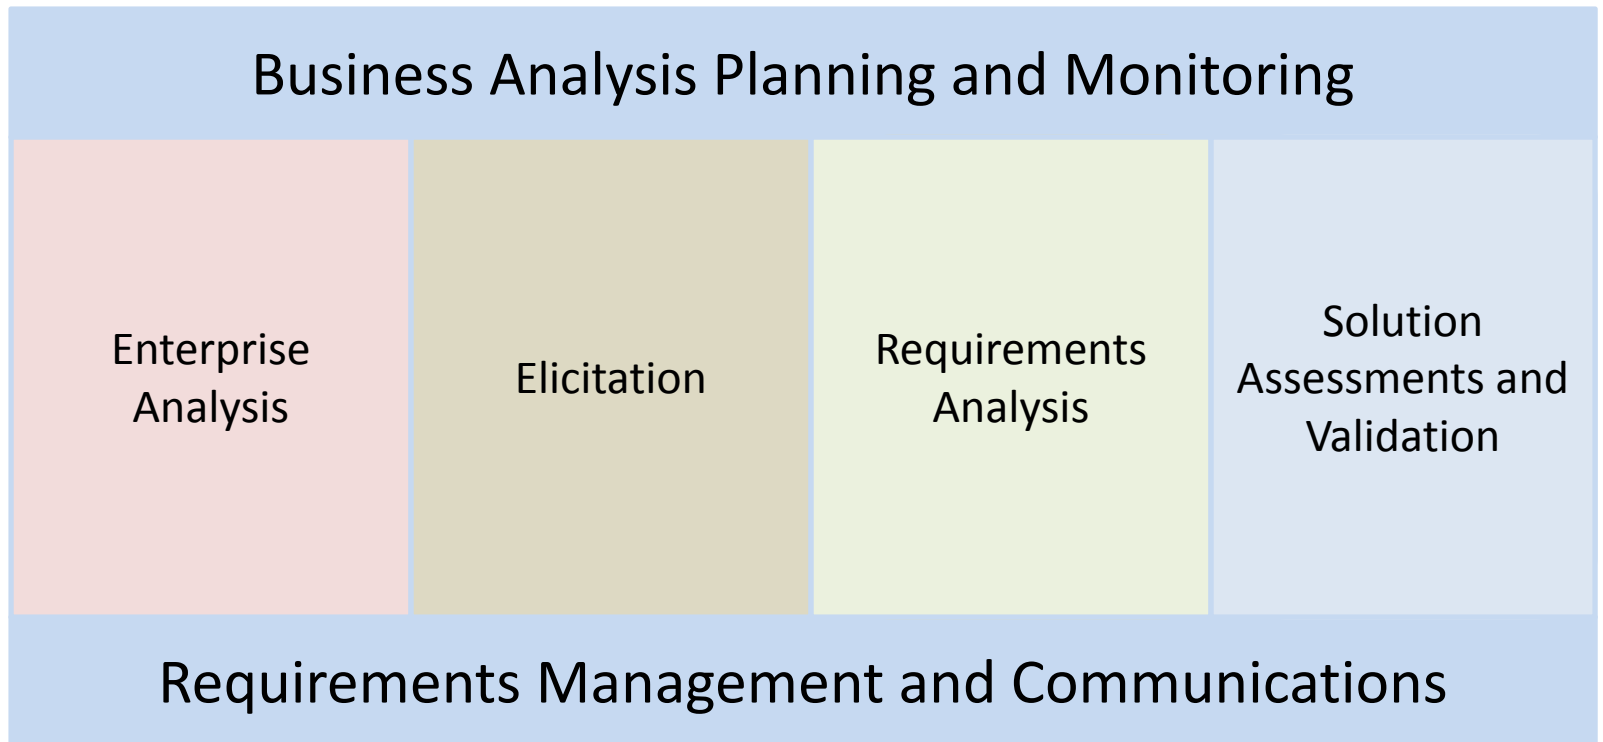 Business Analysis Planning and Monitoring
Enterprise
Analysis
Elicitation
Requirements
Analysis
Solution
Assessments and
Validation
Requirements Management and Communications